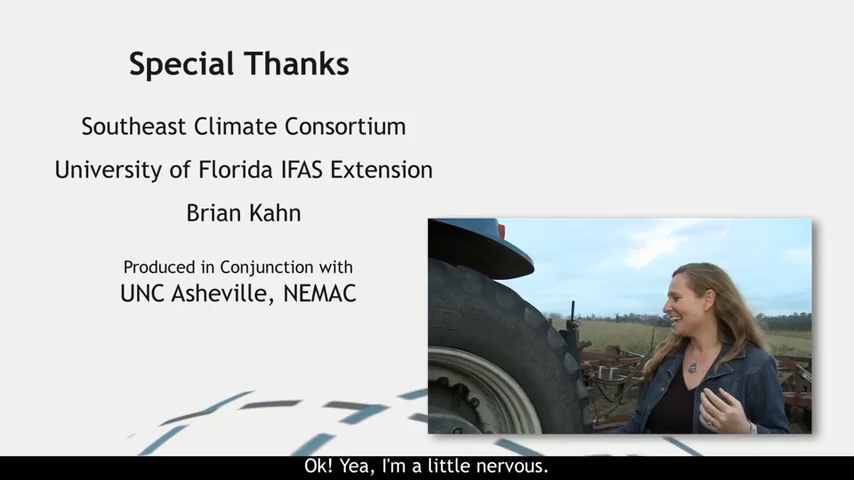 Special Thanks
Southeast Climate Consortium
University of Florida IFAS Extension
Brian Kahn
Produced in Conjunction with
UNC Asheville, NEMAC
Ok! Yea, I'm a little nervous.